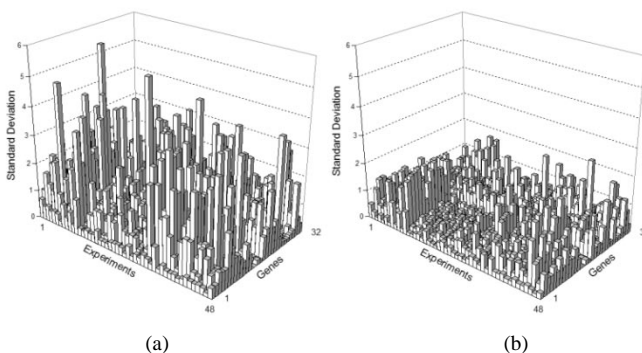 6
5
4
3
2
1
0
Standard Deviation
1
Experiments
48
1
Genes
32
6
5
4
3
2
1
0
Standard Deviation
1
Experiments
48
1
Genes
3
(a)
(b)